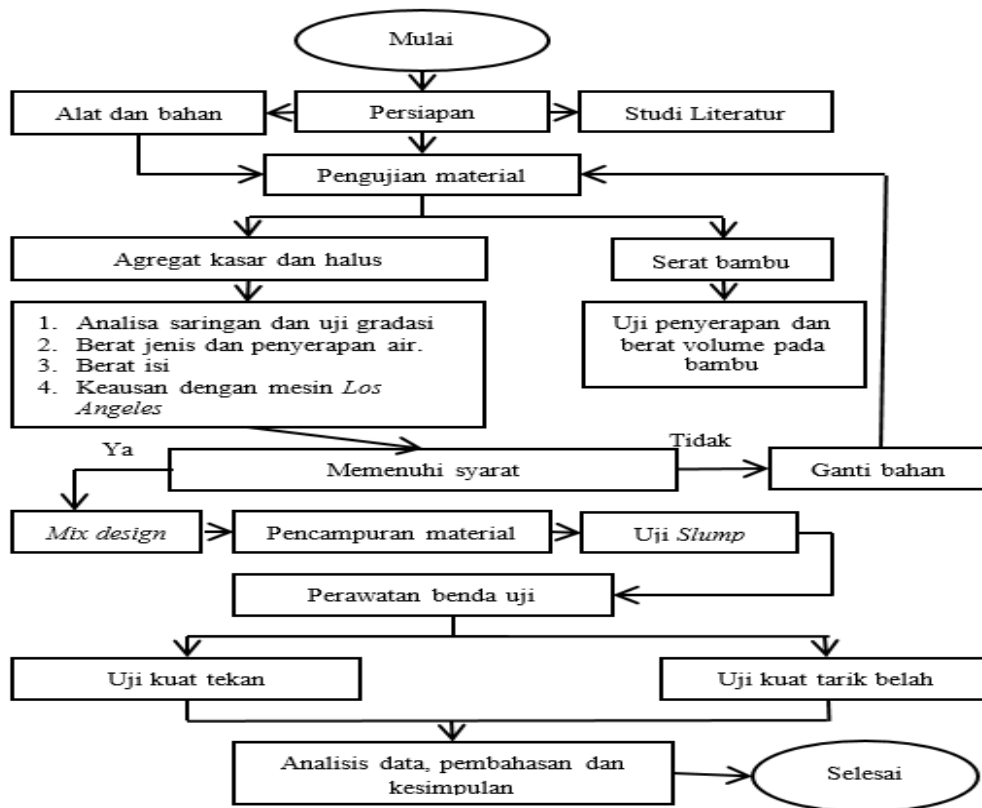 Mulai
Alat dan bahan
Persiapan
Studi Literatur
Pengujian material
Agregat kasar dan halus
Serat bambu
1. Analisa saringan dan uji gradasi
2. Berat jenis dan penyerapan air.
3. Berat isi
4. Keausan dengan mesin Los
Angeles
Uji penyerapan dan
berat volume pada
bambu
Ya
Memenuhi syarat
Tidak
Ganti bahan
Mix design
Pencampuran material
Uji Slump
Perawatan benda uji
Uji kuat tekan
Uji kuat tarik belah
Analisis data, pembahasan dan
kesimpulan
Selesai